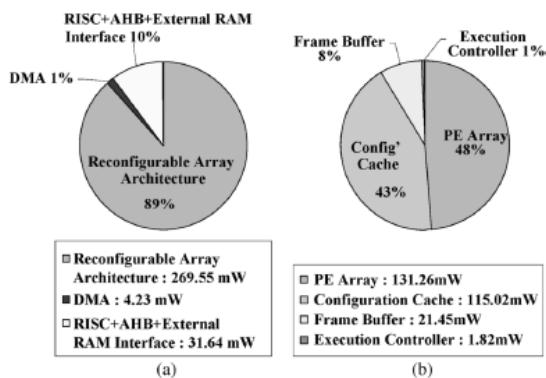 RISC+AHB+External RAM
Interface 10%
DMA 1%
Reconfigurable Array
Architecture
89%
Reconfigurable Array
Architecture : 269.55 mW
DMA : 4.23 mW
RISC+AHB+External
RAM Interface : 31.64 mW
(a)
Execution
Controller 1%
Frame Buffer
8%
PE Array
48%
Config'
Cache
43%
PE Array : 131.26mW
Configuration Cache : 115.02mW
Frame Buffer : 21.45mW
Execution Controller : 1.82mW
(b)